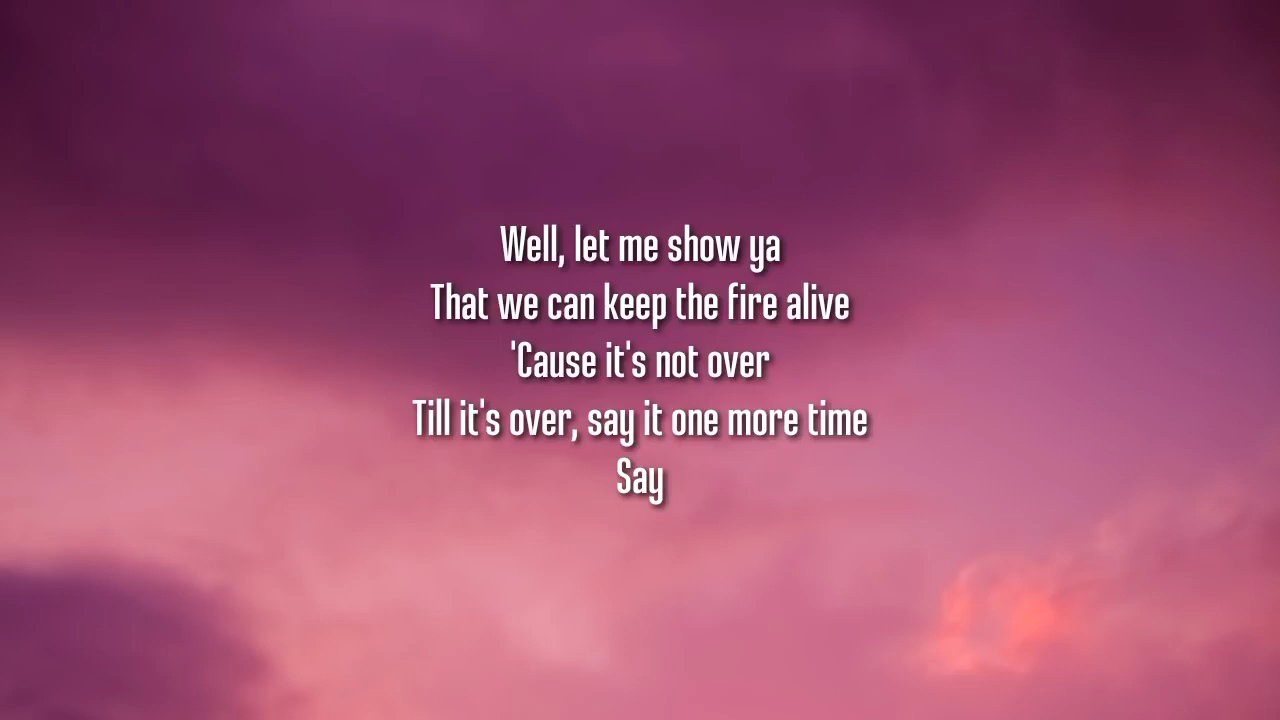 Well, let me show ya
That we can keep the fire alive
'Cause it's not over
Till it's over, say it one more time
Say